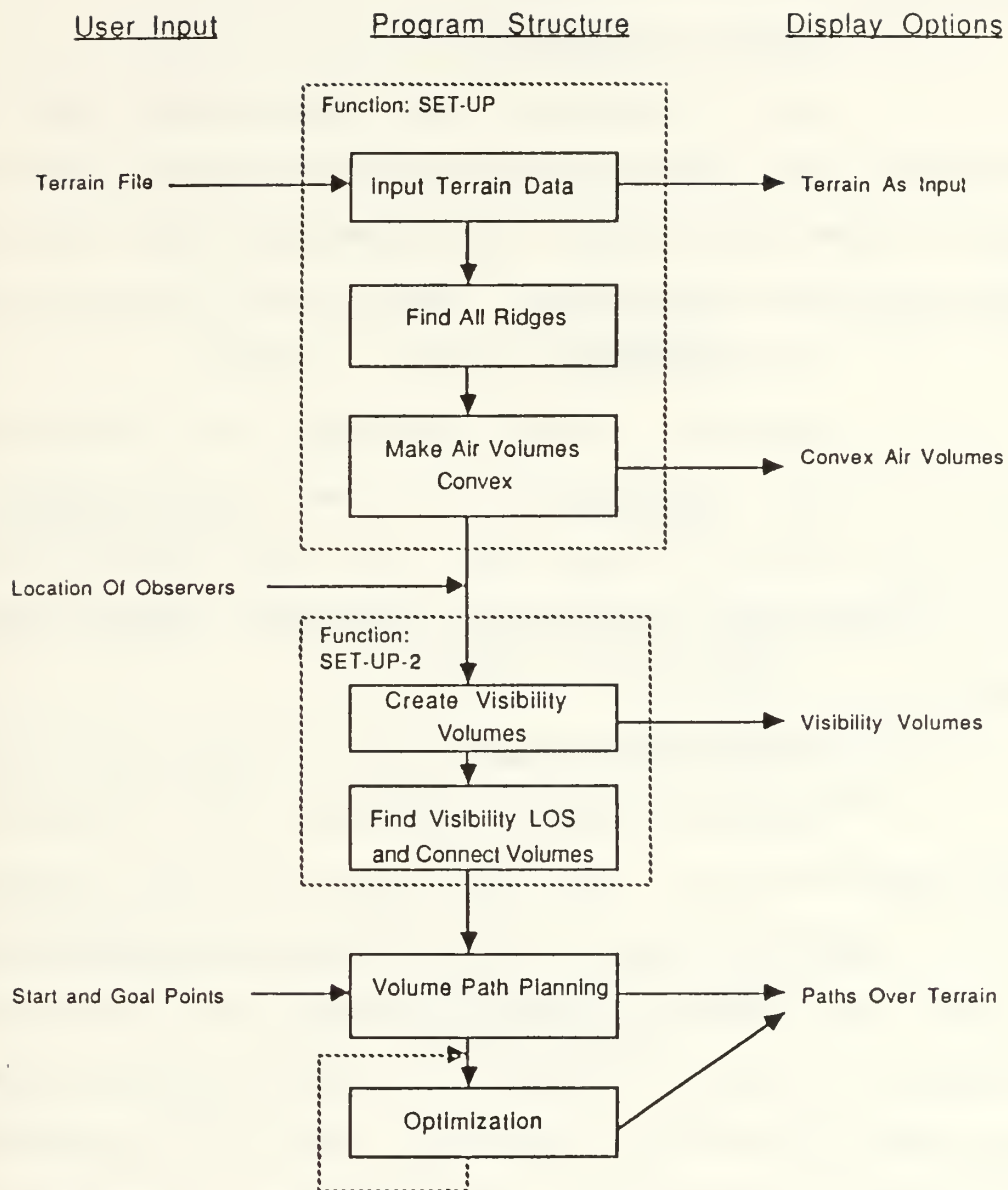 User Input
Program Structure
Display Options
Function: SET-UP
Terrain File
Input Terrain Data
Terrain As Input
Find All Ridges
Make Air Volumes
Convex
Convex Air Volumes
Location Of Observers
Function:
SET-UP-2
Create Visibility
Volumes
Visibility Volumes
Find Visibility LOS
and Connect Volumes
Start and Goal Points
Volume Path Planning
Paths Over Terrain
Optimization